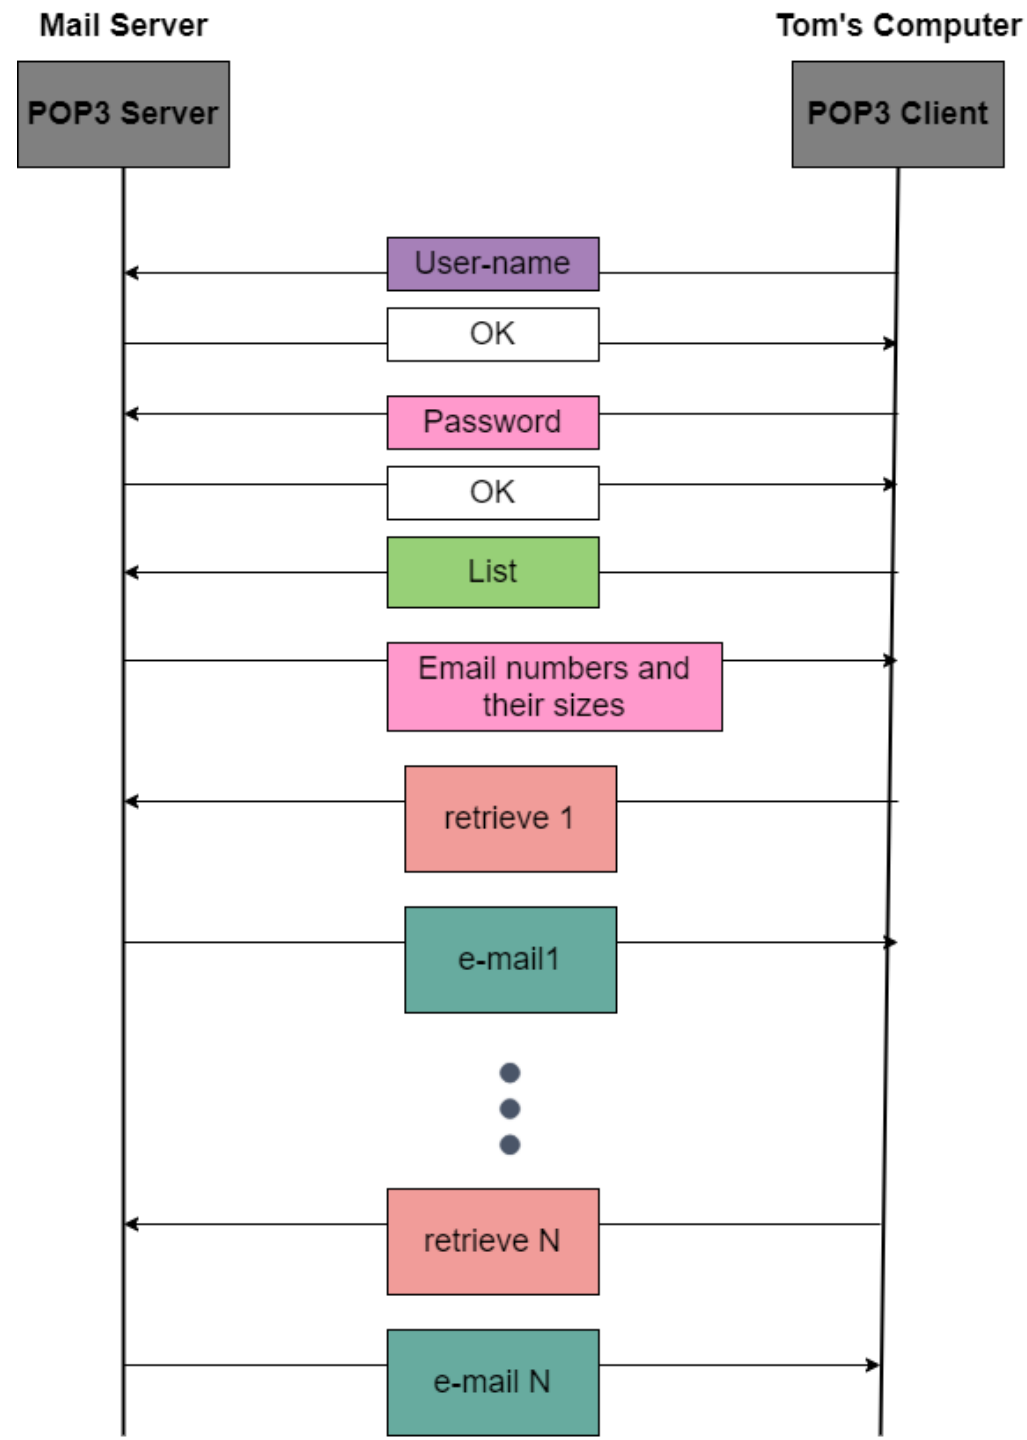 Mail Server
Tom's Computer
POP3 Server
POP3 Client
User-name
OK
Password
OK
List
Email numbers and
their sizes
retrieve 1
e-mail1
retrieve N
e-mail N